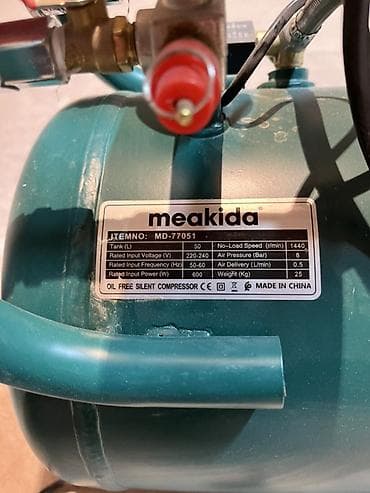 meakida
ITEMNO: MD-77051
Tank (L) 50 No-Load Speed (r/min) 1440
Rated Input Voltage (V) 220-240 Air Pressure (Bar) 8
Rated Input Frequency (Hz) 50-60 Air Delivery (L/min) 0.5
Rated Input Power (W) 600 Weight (Kg) 25
OIL FREE SILENT COMPRESSOR CE MADE IN CHINA